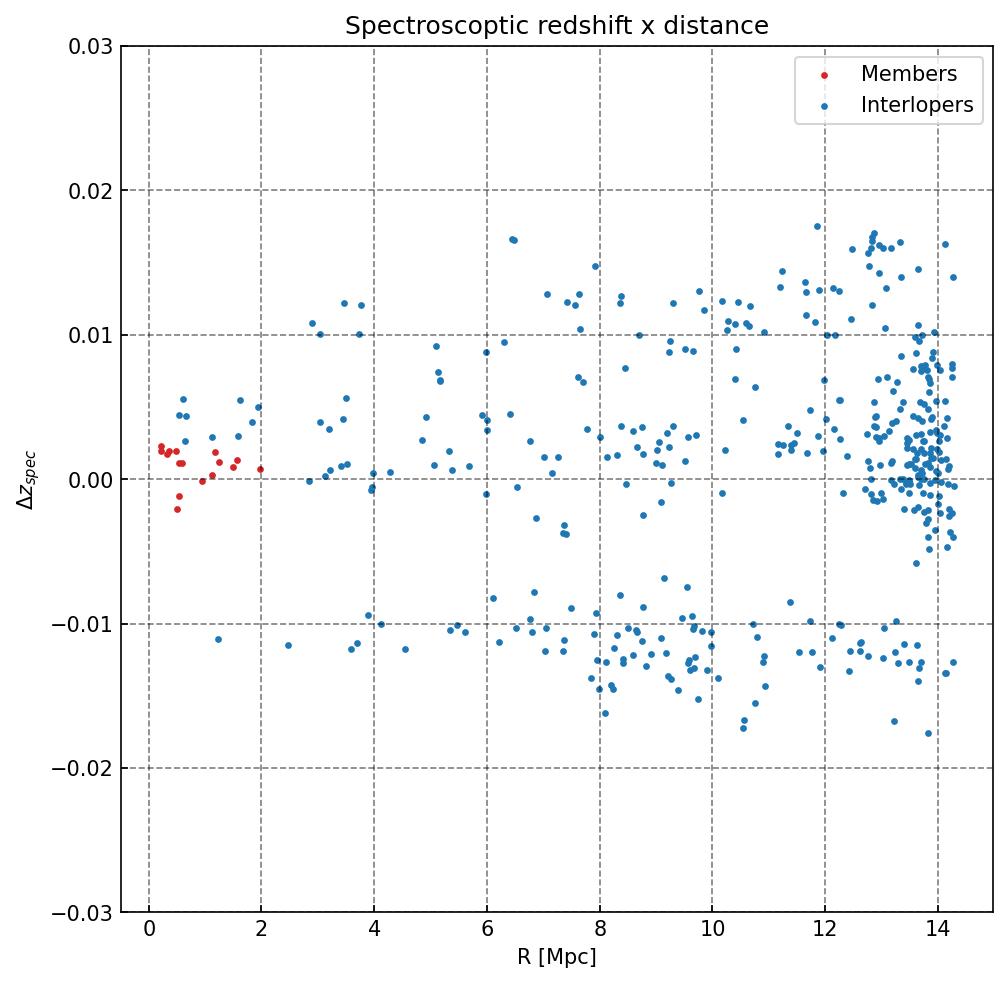 Spectroscoptic redshift x distance
Members
Interlopers
0.03
0.02
0.01
0.00
−0.01
−0.02
−0.03
Δz_spec
0 2 4 6 8 10 12 14
R [Mpc]